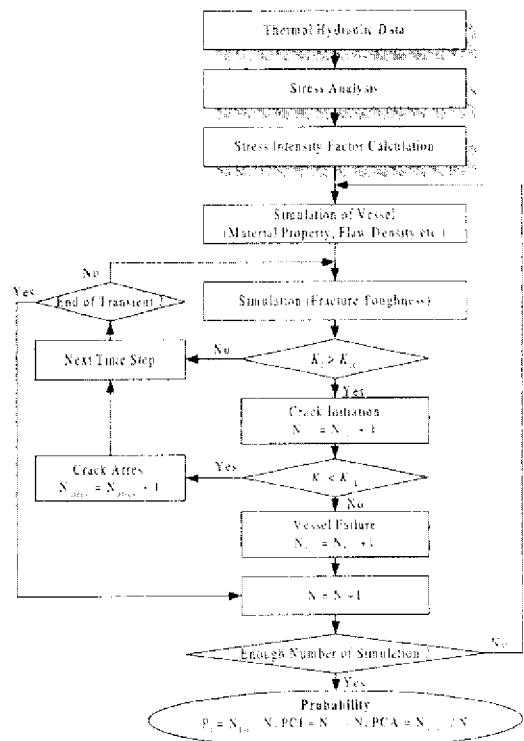 Thermal Hydraulic Data
Stress Analysis
Stress Intensity Factor Calculation
Simulation of Vessel
(Material Property, Flaw Density etc.)
No
Yes
End of Transient ?
Simulation (Fracture Toughness)
No
Next Time Step
Yes
Crack Initiation
Crack Arres
Yes
No
Vessel Failure
N = N +1
Enough Number of Simulation ?
No
Yes
Probability